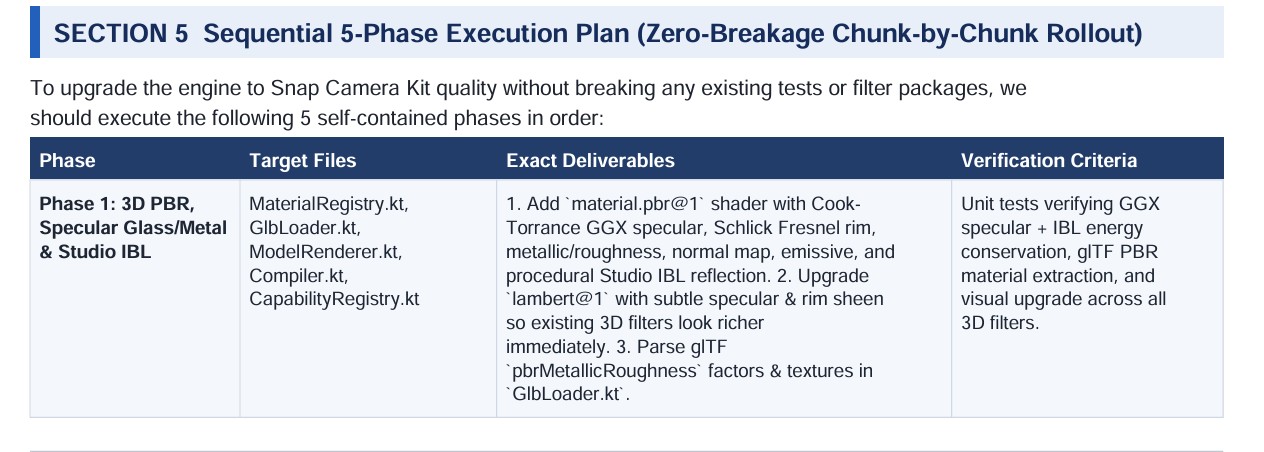 SECTION 5  Sequential 5-Phase Execution Plan (Zero-Breakage Chunk-by-Chunk Rollout)
To upgrade the engine to Snap Camera Kit quality without breaking any existing tests or filter packages, we
should execute the following 5 self-contained phases in order:
Phase
Target Files
Exact Deliverables
Verification Criteria
Phase 1: 3D PBR,
Specular Glass/Metal
& Studio IBL
MaterialRegistry.kt,
GlbLoader.kt,
ModelRenderer.kt,
Compiler.kt,
CapabilityRegistry.kt
1. Add `material.pbr@1` shader with Cook-
Torrance GGX specular, Schlick Fresnel rim,
metallic/roughness, normal map, emissive, and
procedural Studio IBL reflection. 2. Upgrade
`lambert@1` with subtle specular & rim sheen
so existing 3D filters look richer
immediately. 3. Parse glTF
`pbrMetallicRoughness` factors & textures in
`GlbLoader.kt`.
Unit tests verifying GGX
specular + IBL energy
conservation, glTF PBR
material extraction, and
visual upgrade across all
3D filters.